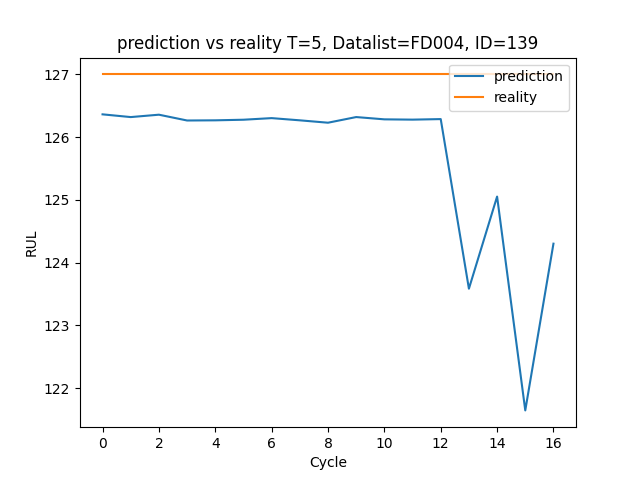 prediction vs reality T=5, Datalist=FD004, ID=139
127
126
125
124
123
122
RUL
prediction
reality
0 2 4 6 8 10 12 14 16
Cycle